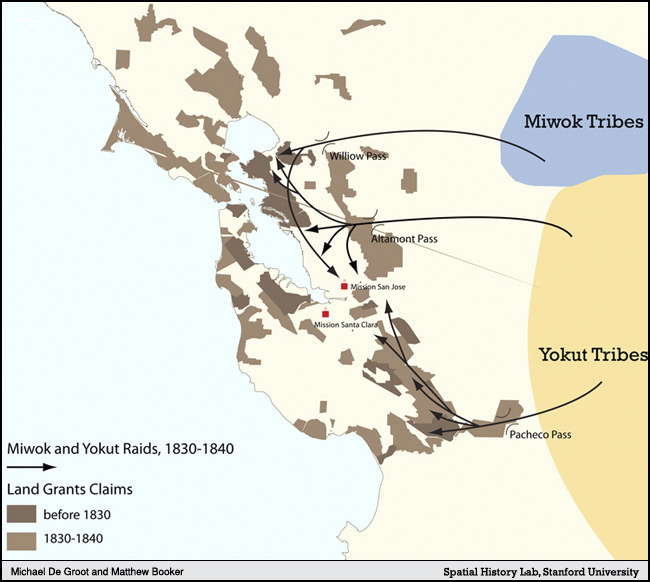 Miwok Tribes
Williow Pass
Altamont Pass
Mission San Jose
Mission Santa Clara
Yokut Tribes
Pacheco Pass
Miwok and Yokut Raids, 1830-1840
Land Grants Claims
before 1830
1830-1840
Michael De Groot and Matthew Booker
Spatial History Lab, Stanford University